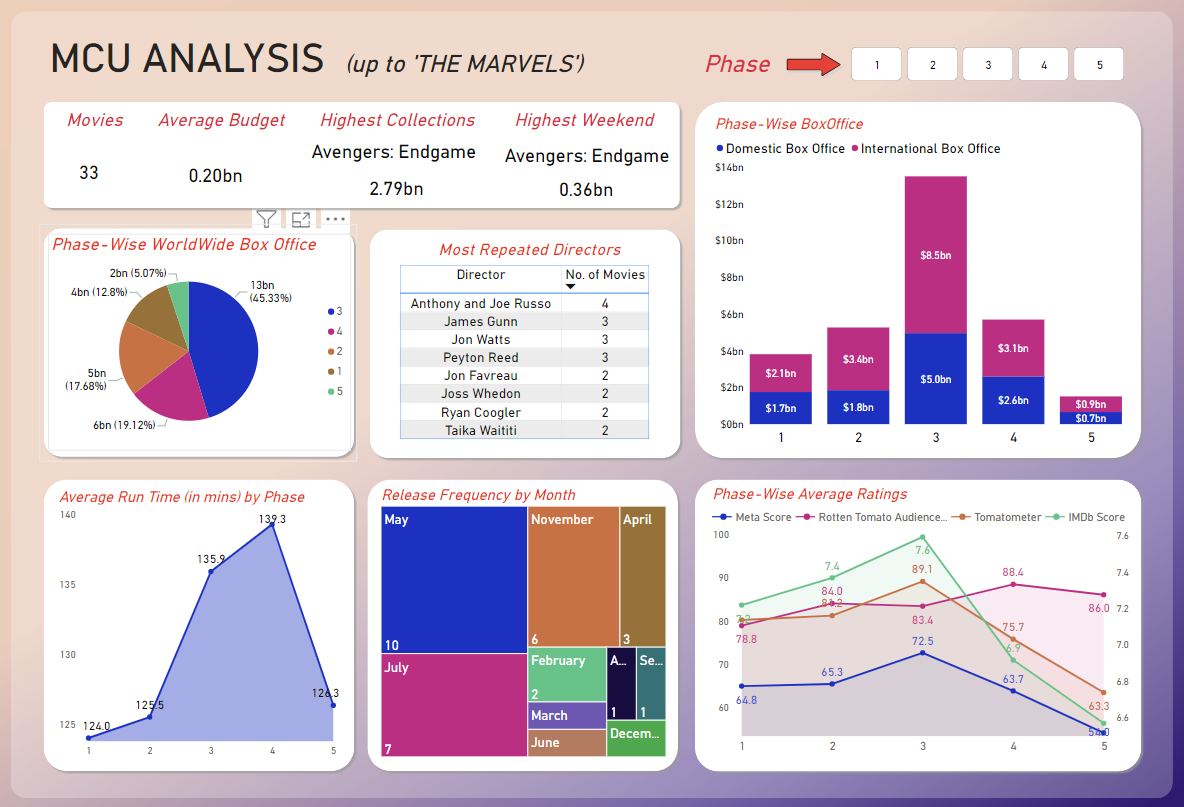 MCU ANALYSIS (up to 'THE MARVELS')
Phase 1 2 3 4 5
Movies Average Budget Highest Collections Highest Weekend
Avengers: Endgame Avengers: Endgame
33 0.20bn 2.79bn 0.36bn
Phase-Wise WorldWide Box Office
2bn (5.07%)
4bn (12.8%)
13bn
(45.33%)
5bn
(17.68%)
6bn (19.12%)
3
4
2
1
5
Most Repeated Directors
Director No. of Movies
Anthony and Joe Russo 4
James Gunn 3
Jon Watts 3
Peyton Reed 3
Jon Favreau 2
Joss Whedon 2
Ryan Coogler 2
Taika Waititi 2
Phase-Wise BoxOffice
Domestic Box Office International Box Office
$14bn
$12bn
$10bn
$8bn
$6bn
$4bn
$2bn
$0bn
$2.1bn $3.4bn $8.5bn $3.1bn $0.9bn
$1.7bn $1.8bn $5.0bn $2.6bn $0.7bn
1 2 3 4 5
Average Run Time (in mins) by Phase
140
135
130
125
124.0 125.5 135.9 139.3 126.3
1 2 3 4 5
Release Frequency by Month
May
10
July
7
November
6
April
3
February
2
March
June
A...
1
Se...
1
Decem...
Phase-Wise Average Ratings
Meta Score Rotten Tomato Audience... Tomatometer IMDb Score
100
90
80
70
60
7.6
7.4
7.2
7.0
6.8
6.6
7.4 7.6 6.9
84.0 81.2 89.1 88.4
78.8 83.4 75.7 86.0
64.8 65.3 72.5 63.7 63.3
54.0
1 2 3 4 5